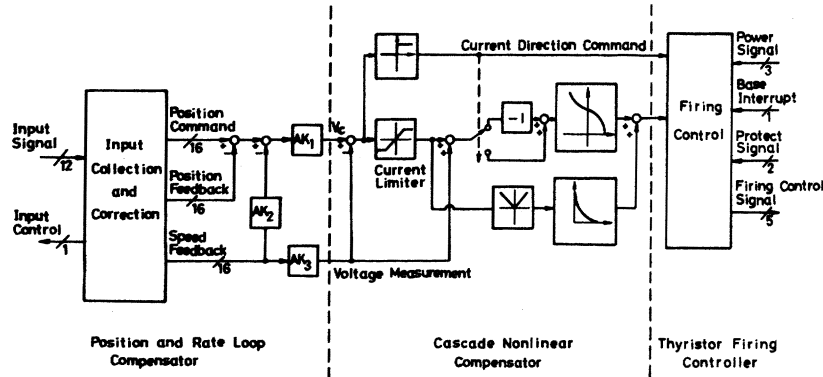 Input
Signal
12
Input
Control
1
Input
Collection
and
Correction
Position
Command
16
Position
Feedback
16
Speed
Feedback
16
AK1
AK2
AK3
Vc
Current
Limiter
Voltage Measurement
Current Direction Command
-1
Firing
Control
Power
Signal
3
Base
Interrupt
1
Protect
Signal
2
Firing Control
Signal
5
Position and Rate Loop
Compensator
Cascade Nonlinear
Compensator
Thyristor Firing
Controller